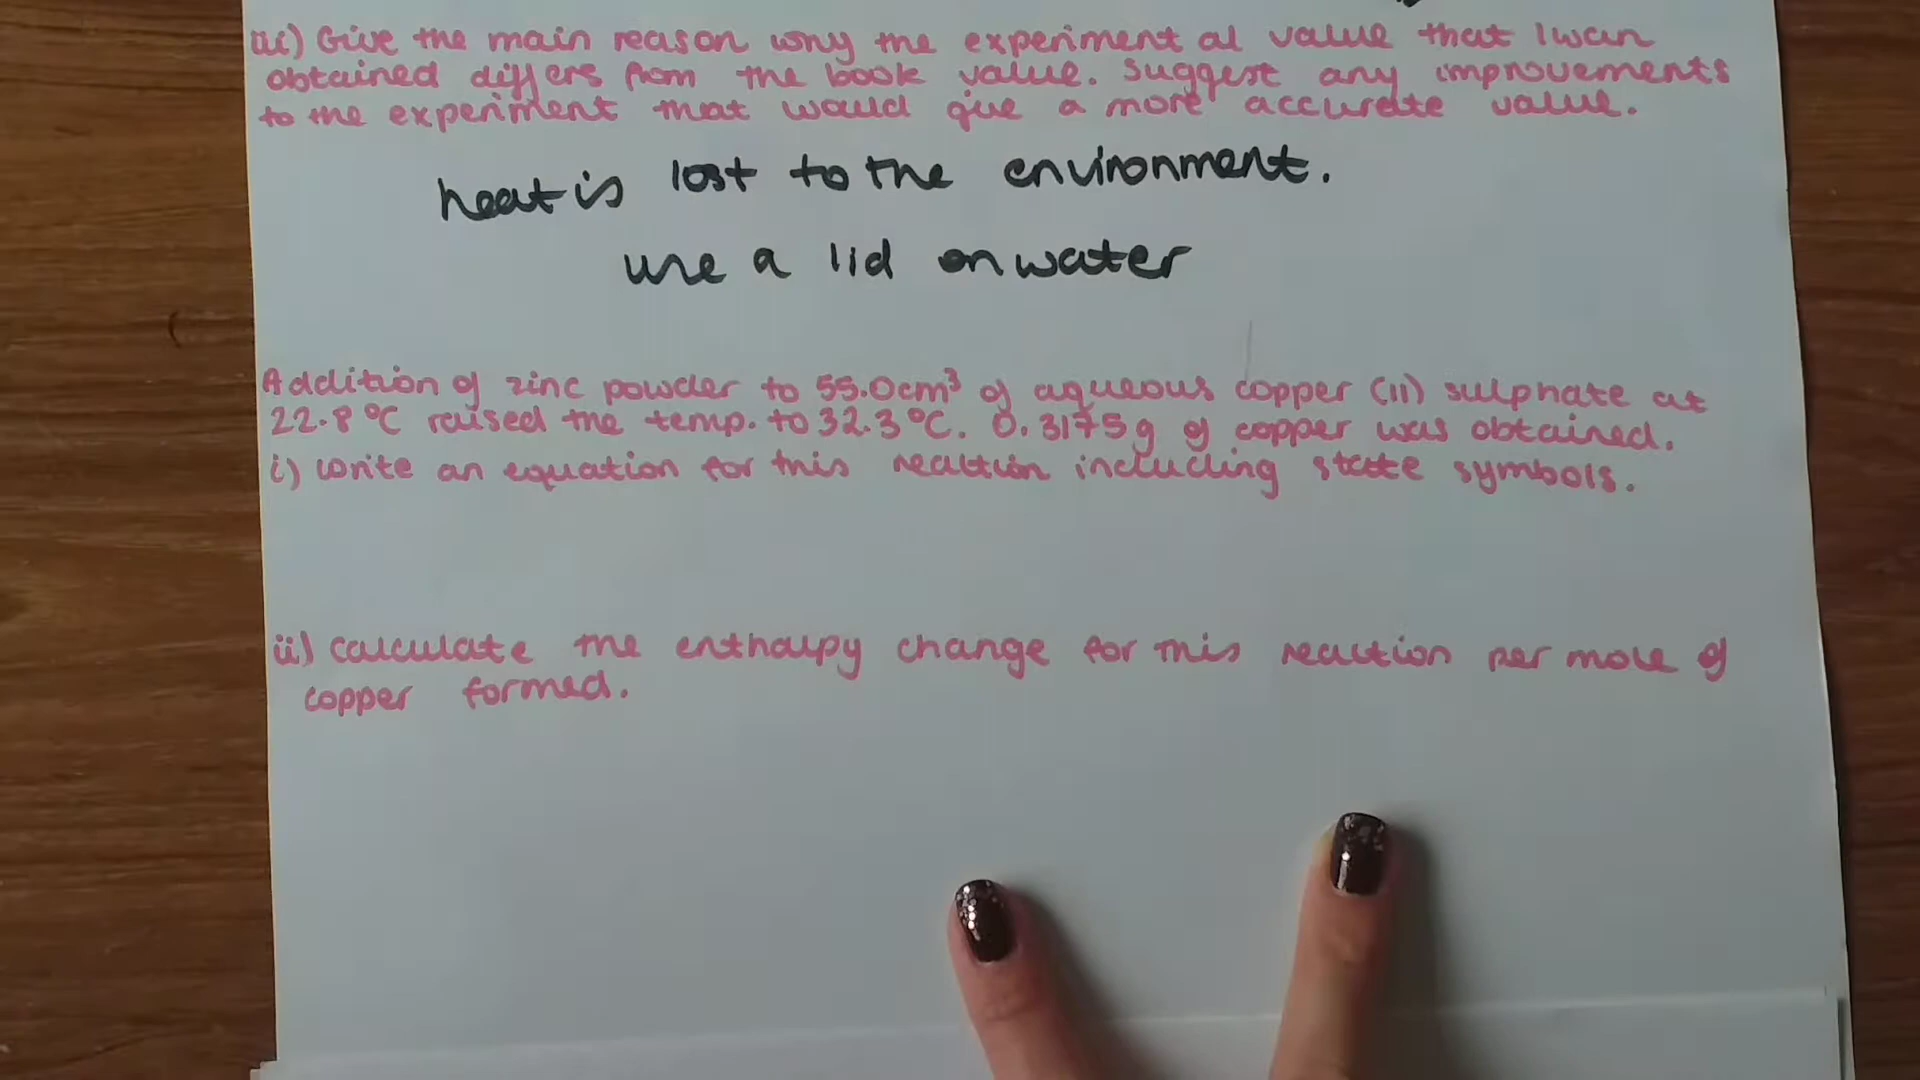 iii) Give the main reason why the experimental value that Iwan
obtained differs from the book value. Suggest any improvements
to the experiment that would give a more accurate value.
heat is lost to the environment.
use a lid on water
Addition of zinc powder to 55.0cm³ of aqueous copper (II) sulphate at
22.8°C raised the temp. to 32.3°C. 0.3175g of copper was obtained.
i) Write an equation for this reaction including state symbols.
ii) Calculate the enthalpy change for this reaction per mole of
copper formed.